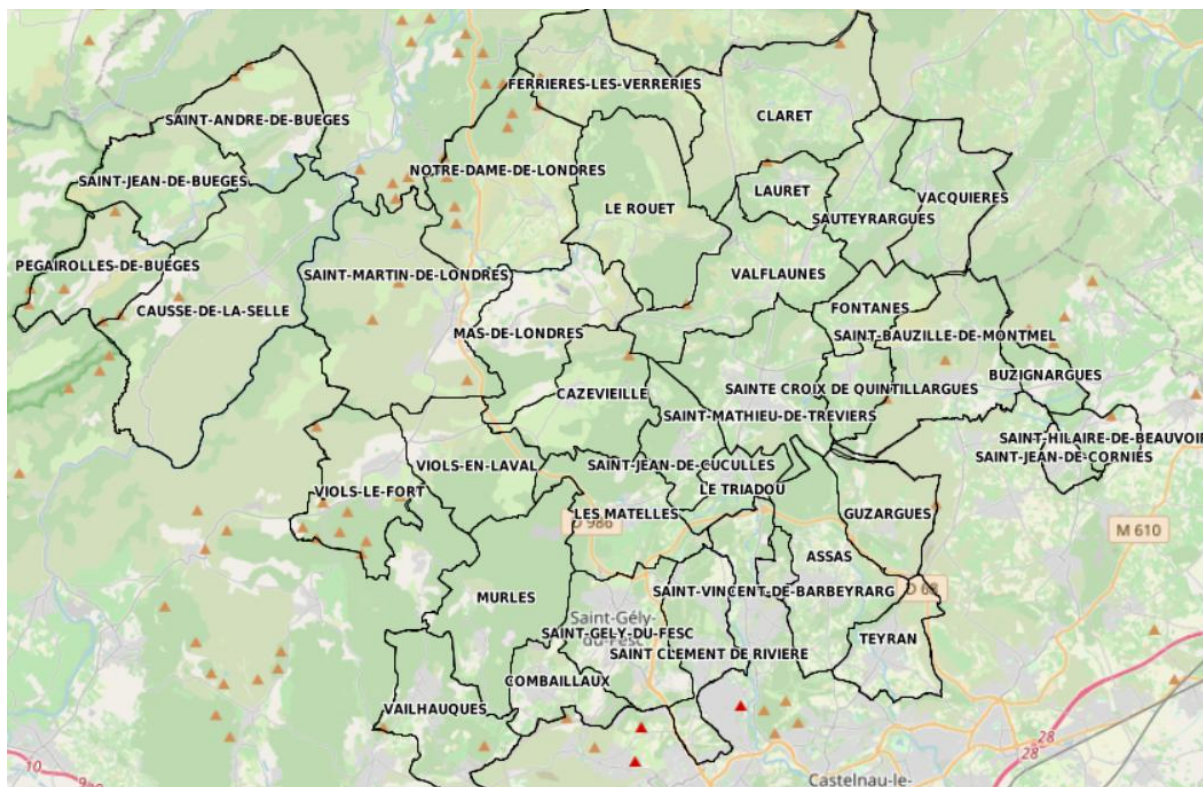 FERRIERES-LES-VERRERIES
CLARET
SAINT-ANDRE-DE-BUEGES
NOTRE-DAME-DE-LONDRES
SAINT-JEAN-DE-BUEGES
LAURET
VACQUIERES
LE ROUET
SAUTEYRARGUES
PEGAIROLLES-DE-BUEGES
SAINT-MARTIN-DE-LONDRES
VALFLAUNES
CAUSSE-DE-LA-SELLE
FONTANES
MAS-DE-LONDRES
SAINT-BAUZILLE-DE-MONTMEL
BUZIGNARGUES
CAZEVIEILLE
SAINTE CROIX DE QUINTILLARGUES
SAINT-MATHIEU-DE-TREVIERS
SAINT-HILAIRE-DE-BEAUVOIR
SAINT-JEAN-DE-CORNIES
VIOLS-EN-LAVAL
SAINT-JEAN-DE-CUCULLES
VIOLS-LE-FORT
LE TRIADOU
LES MATELLES
GUZARGUES
D 986
M 610
ASSAS
D 68
SAINT-VINCENT-DE-BARBEYRARG
MURLES
Saint-Gély-
du-Fesc
SAINT-GELY-DU-FESC
TEYRAN
SAINT CLEMENT DE RIVIERE
COMBAILLAUX
VAILHAUQUES
28
28
10
Castelnau-le-